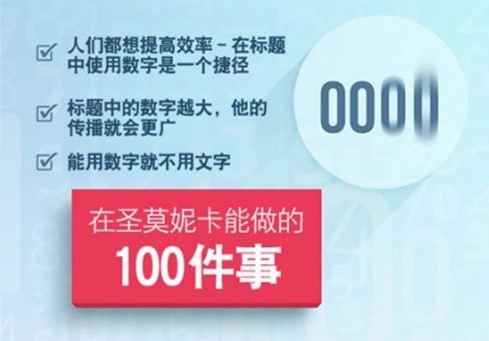 人们都想提高效率－在标题
中使用数字是一个捷径
标题中的数字越大，他的
传播就会更广
能用数字就不用文字
0000
在圣莫妮卡能做的
100件事